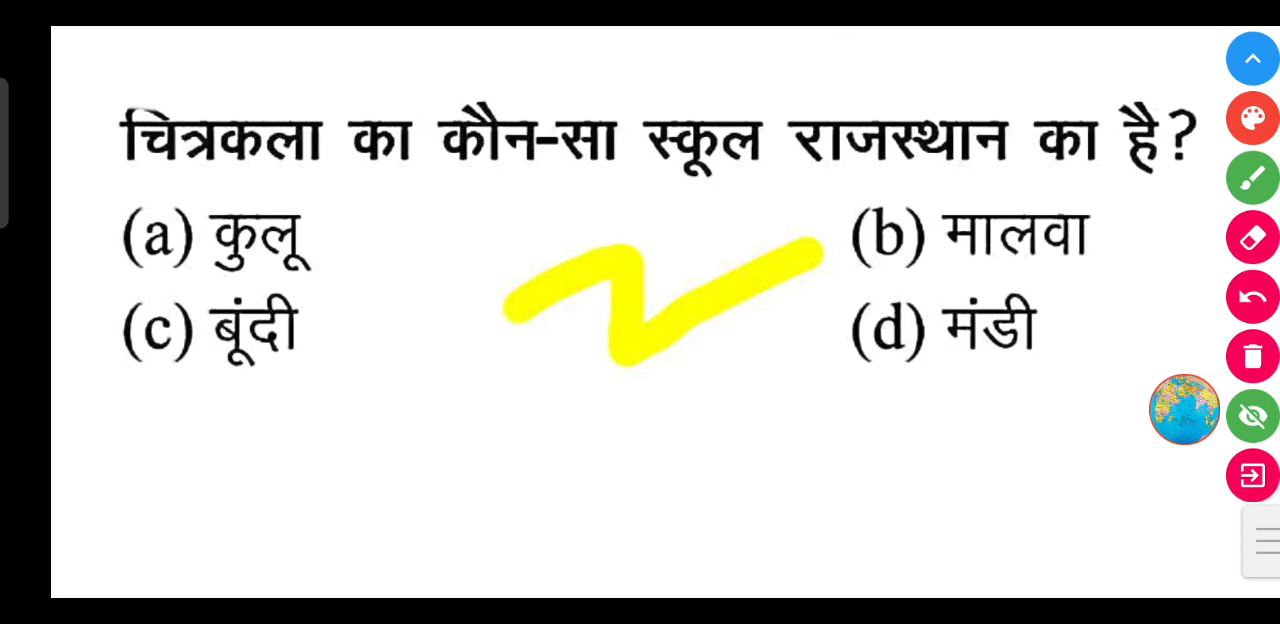 चित्रकला का कौन-सा स्कूल राजस्थान का है?
(a) कुलू (b) मालवा
(c) बूंदी (d) मंडी